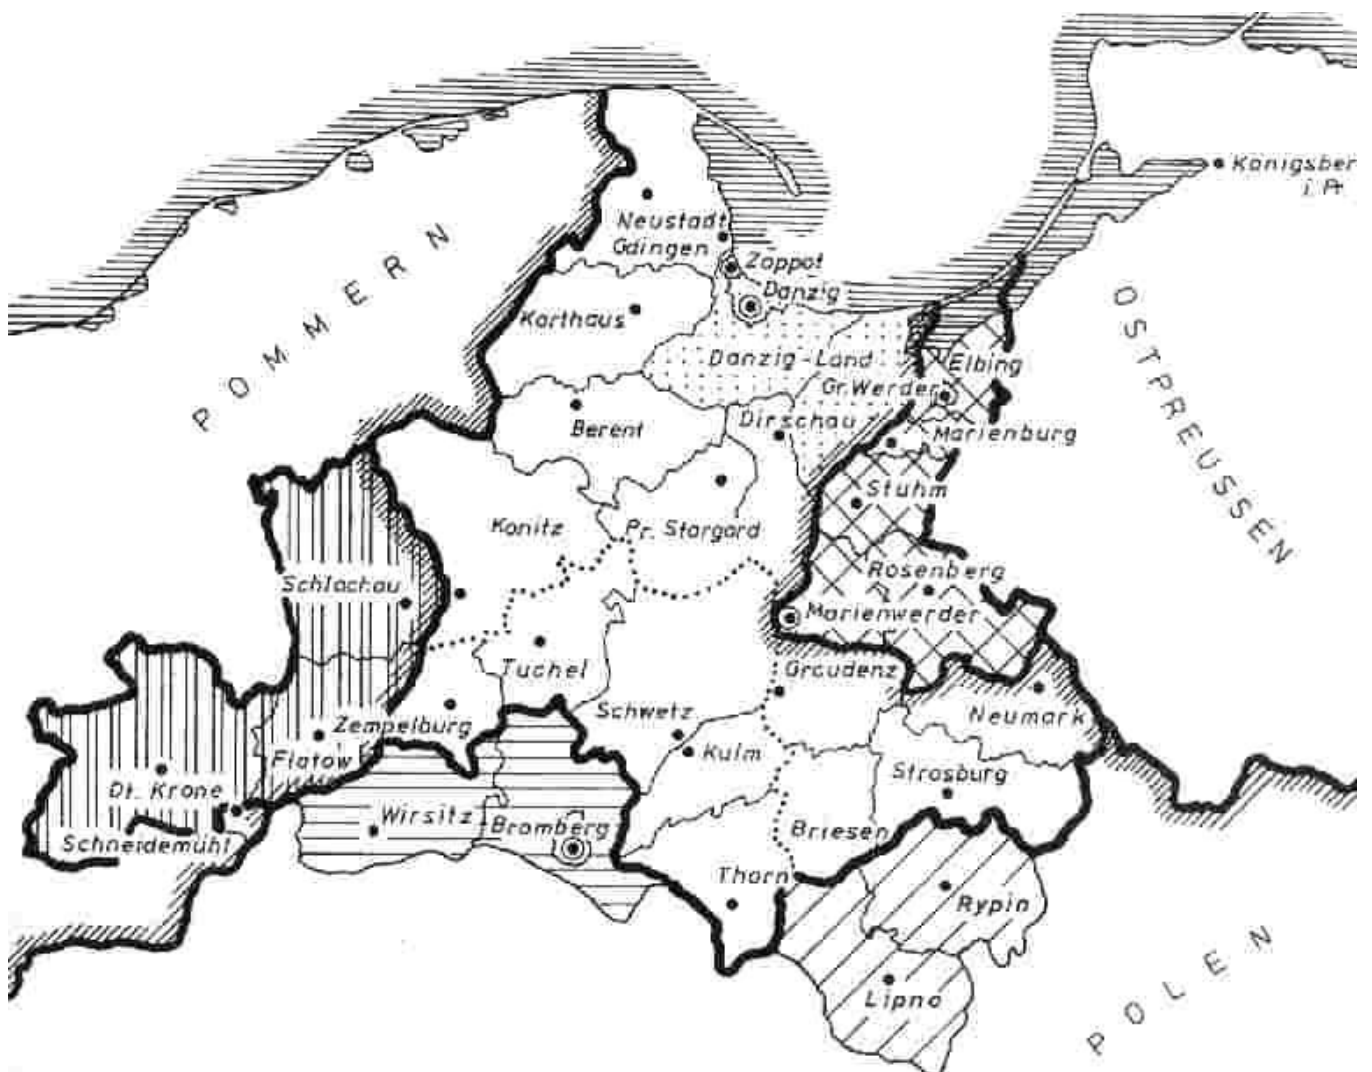 Königsber
i. Pr.
Neustadt
Gdingen
Zoppot
Danzig
POMMERN
OSTPREUSSEN
Karthaus
Danzig-Land
Elbing
Gr. Werder
Berent
Dirschau
Marienburg
Stuhm
Konitz
Pr. Stargard
Schlochau
Rosenberg
Marienwerder
Tuchel
Graudenz
Zempelburg
Schwetz
Neumark
Flatow
Kulm
Strasburg
Dt. Krone
Wirsitz
Bromberg
Briesen
Schneidemühl
Thorn
Rypin
POLEN
Lipno